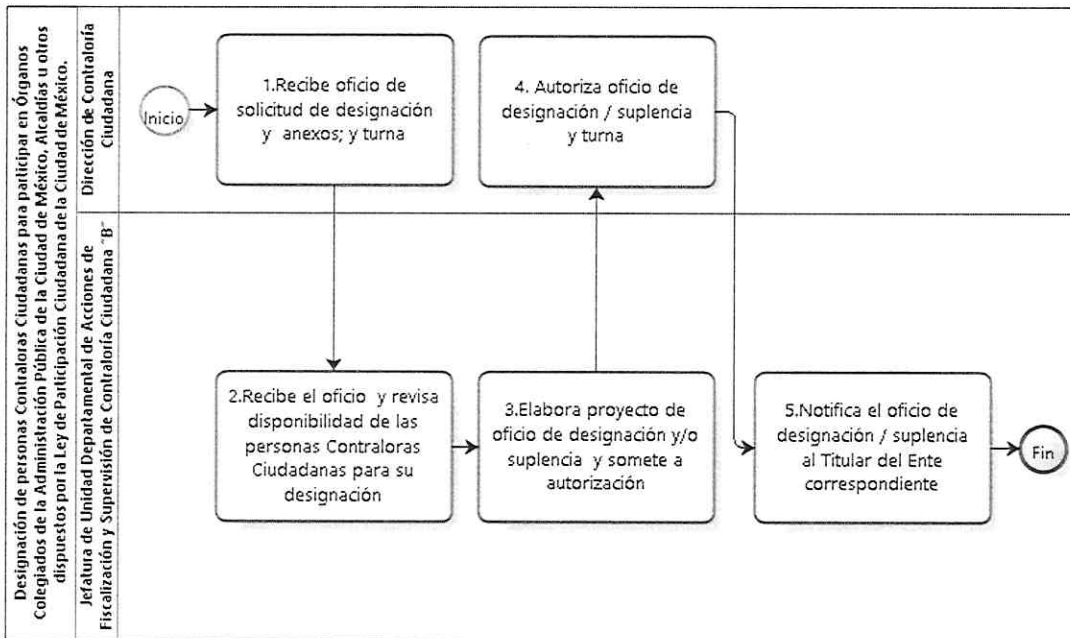 Designación de personas Contraloras Ciudadanas para participar en Órganos
Colegiados de la Administración Pública de la Ciudad de México, Alcaldías u otros
dispuestos por la Ley de Participación Ciudadana de la Ciudad de México.
Dirección de Contraloría
Ciudadana
Inicio
1.Recibe oficio de
solicitud de designación
y anexos; y turna
4. Autoriza oficio de
designación / suplencia
y turna
Jefatura de Unidad Departamental de Acciones de
Fiscalización y Supervisión de Contraloría Ciudadana "B"
2.Recibe el oficio y revisa
disponibilidad de las
personas Contraloras
Ciudadanas para su
designación
3.Elabora proyecto de
oficio de designación y/o
suplencia y somete a
autorización
5.Notifica el oficio de
designación / suplencia
al Titular del Ente
correspondiente
Fin